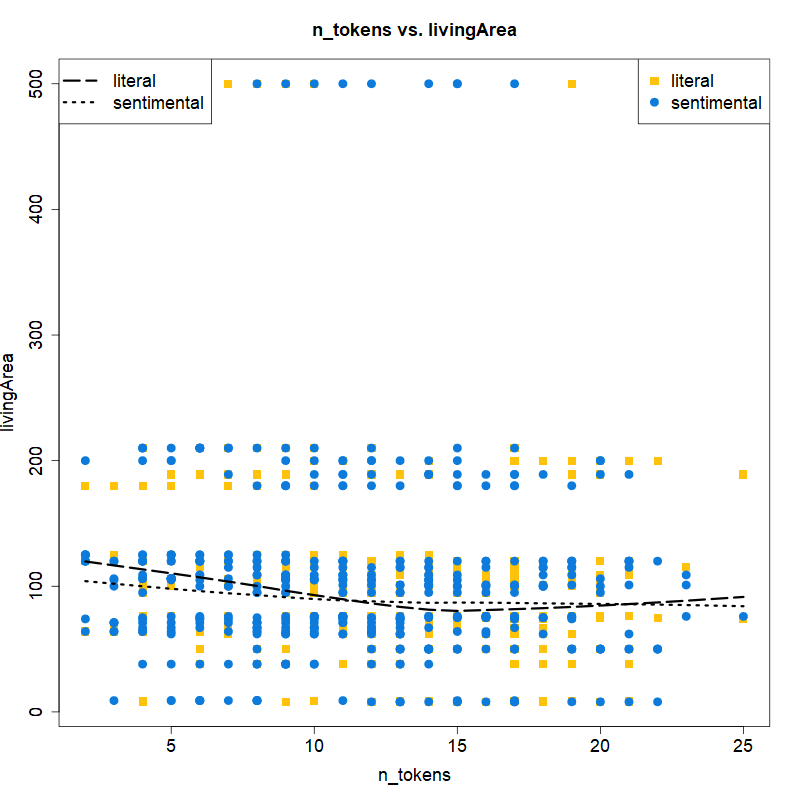 n_tokens vs. livingArea
literal
sentimental
literal
sentimental
livingArea
500
400
300
200
100
0
5
10
15
20
25
n_tokens